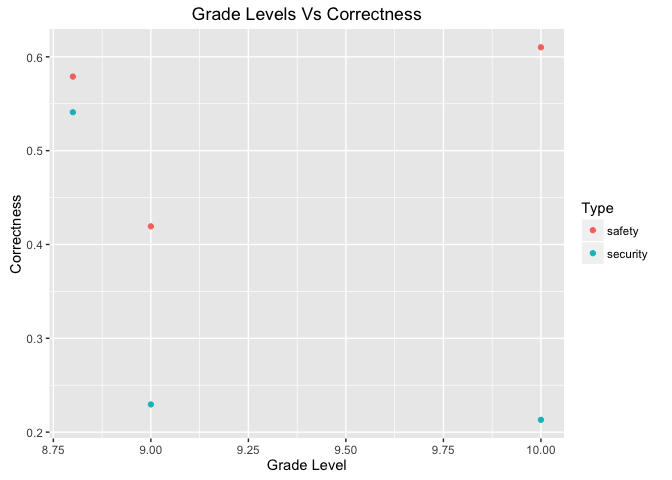 Grade Levels Vs Correctness
0.6
0.5
0.4
0.3
0.2
Correctness
8.75 9.00 9.25 9.50 9.75 10.00
Grade Level
Type
safety
security